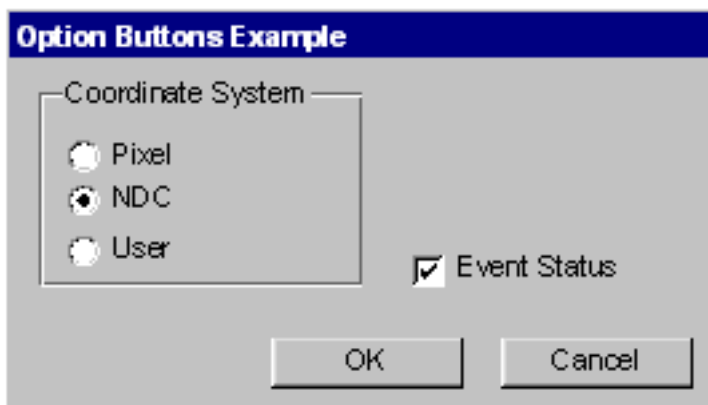 Option Buttons Example
Coordinate System
Pixel
NDC
User
Event Status
OK
Cancel